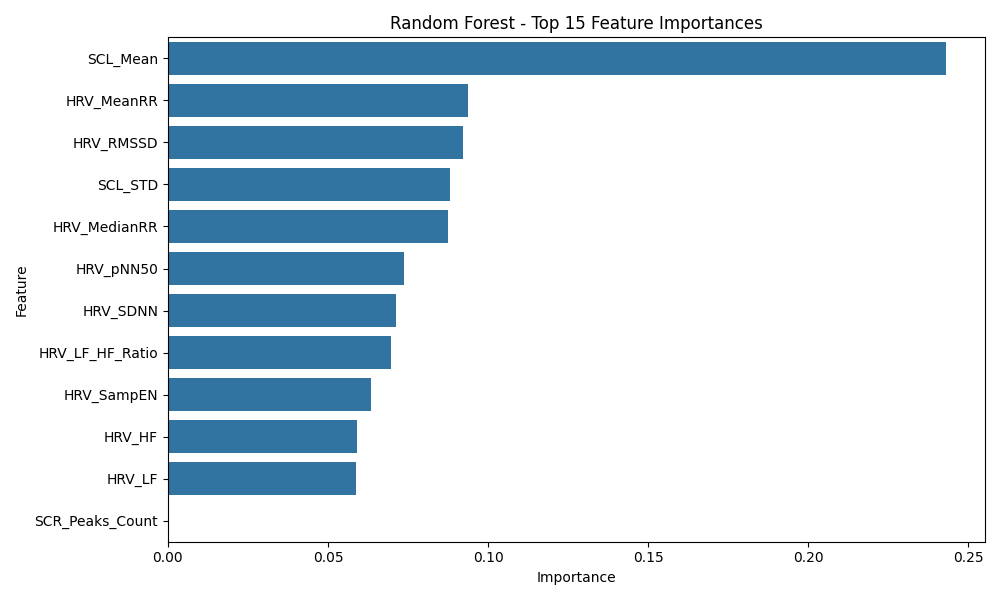 Random Forest - Top 15 Feature Importances
Feature
SCL_Mean
HRV_MeanRR
HRV_RMSSD
SCL_STD
HRV_MedianRR
HRV_pNN50
HRV_SDNN
HRV_LF_HF_Ratio
HRV_SampEN
HRV_HF
HRV_LF
SCR_Peaks_Count
0.00 0.05 0.10 0.15 0.20 0.25
Importance